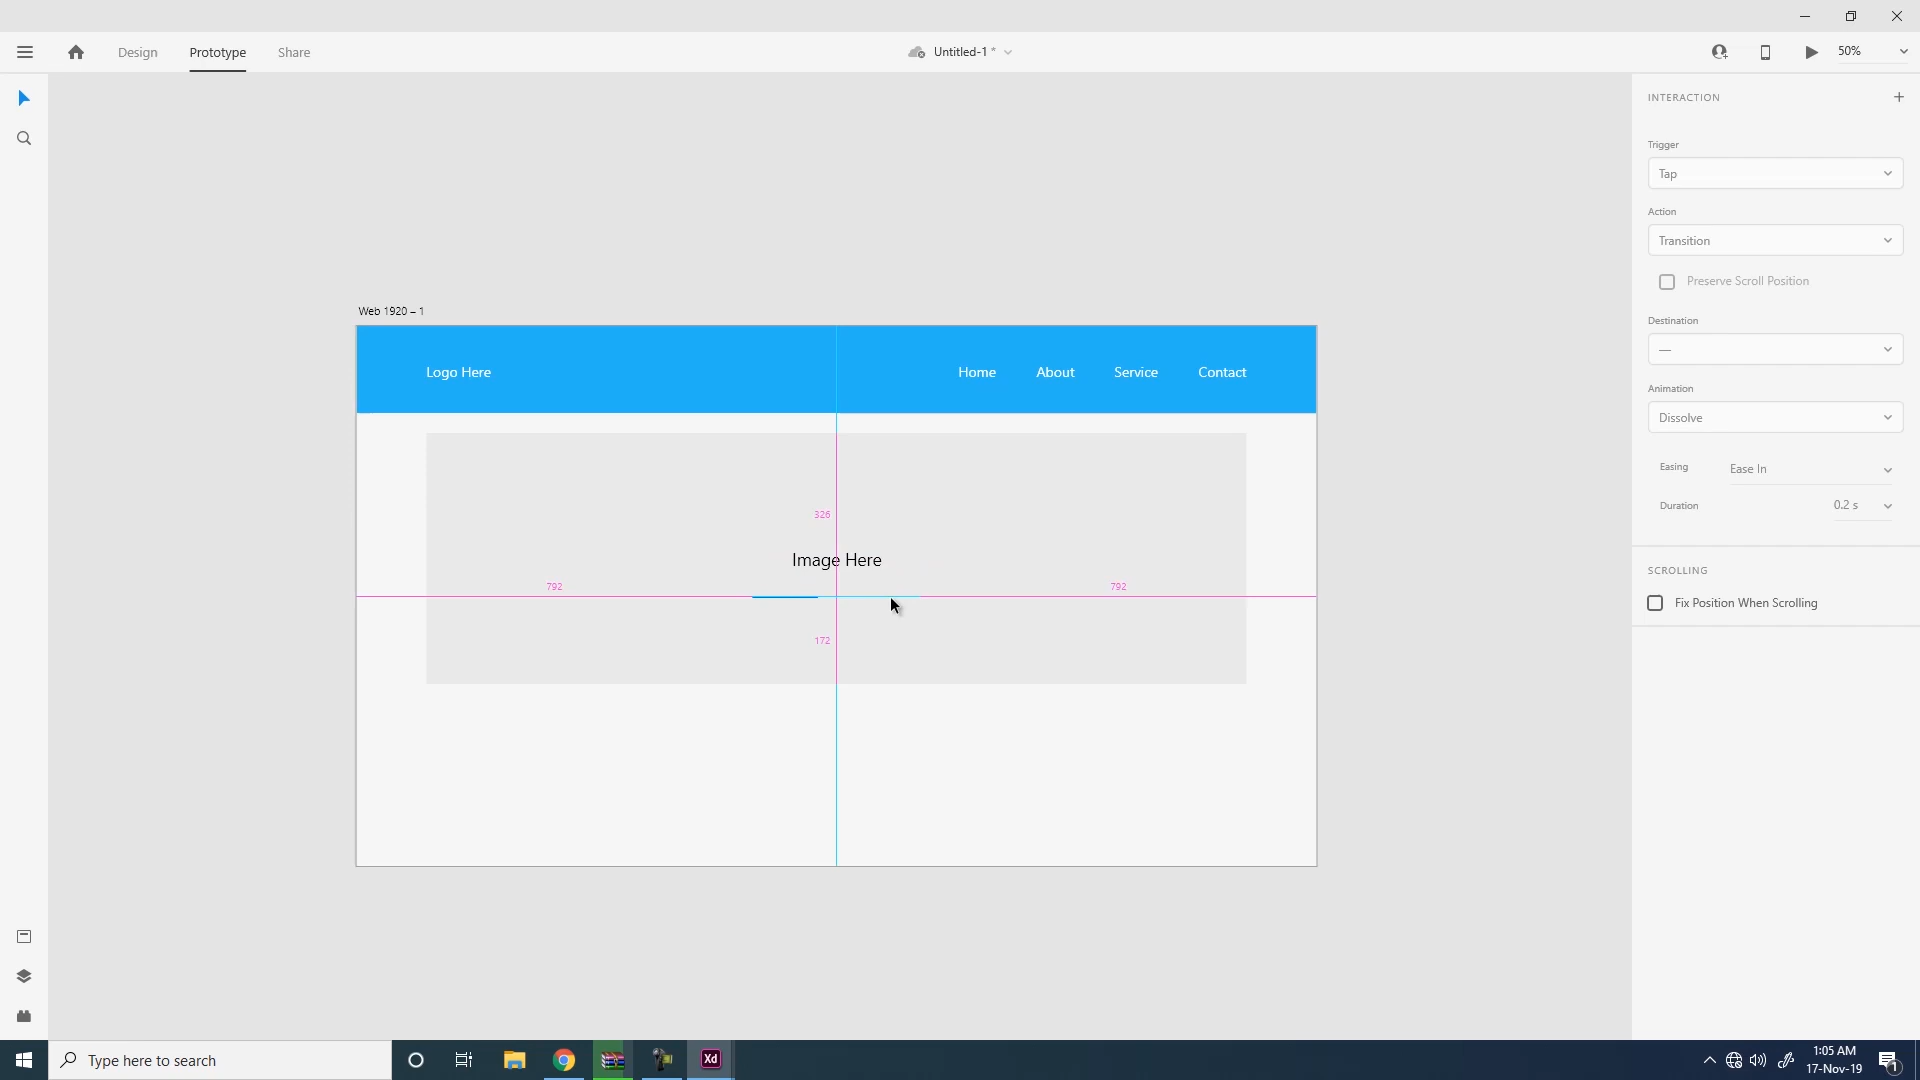 Design Prototype Share
Untitled-1 *
50%
INTERACTION
Trigger
Tap
Action
Transition
Preserve Scroll Position
Destination
—
Animation
Dissolve
Easing Ease In
Duration 0.2 s
SCROLLING
Fix Position When Scrolling
Web 1920 – 1
Logo Here Home About Service Contact
326
Image Here
792 792
172
Type here to search
Xd
1:05 AM
17-Nov-19
1